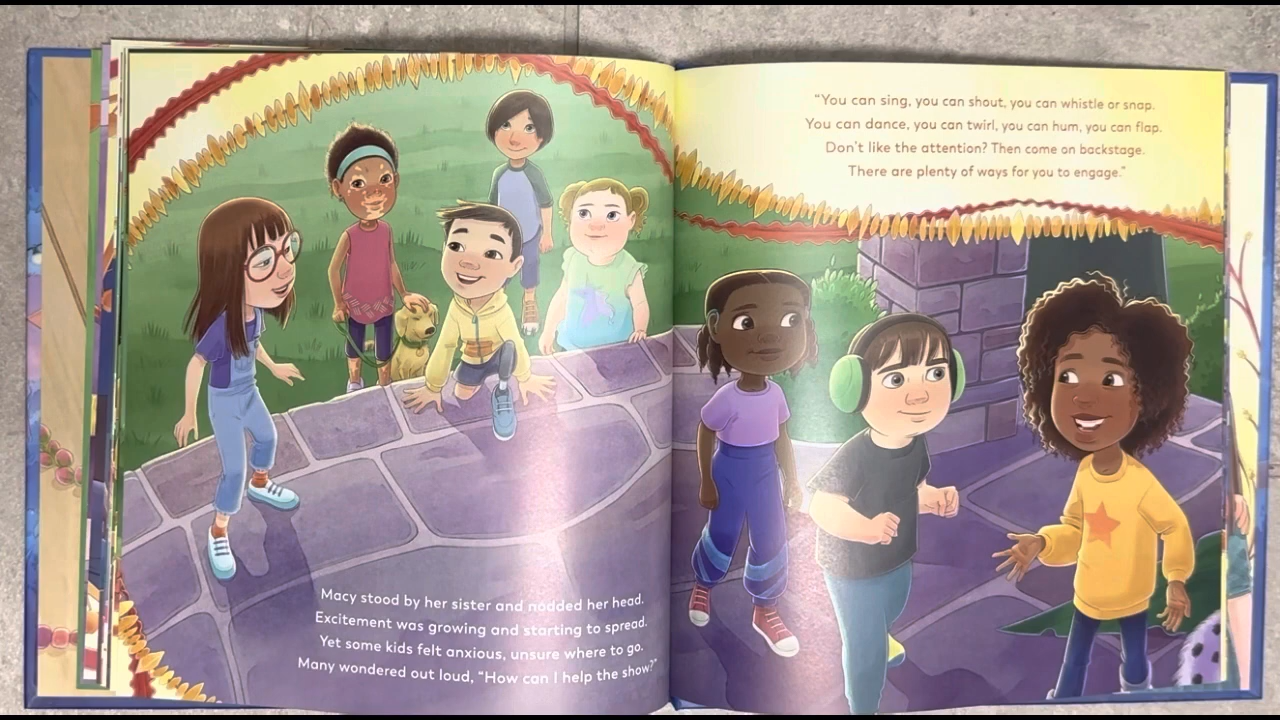 Macy stood by her sister and nodded her head.
Excitement was growing and starting to spread.
Yet some kids felt anxious, unsure where to go.
Many wondered out loud, “How can I help the show?”
“You can sing, you can shout, you can whistle or snap.
You can dance, you can twirl, you can hum, you can flap.
Don’t like the attention? Then come on backstage.
There are plenty of ways for you to engage.”